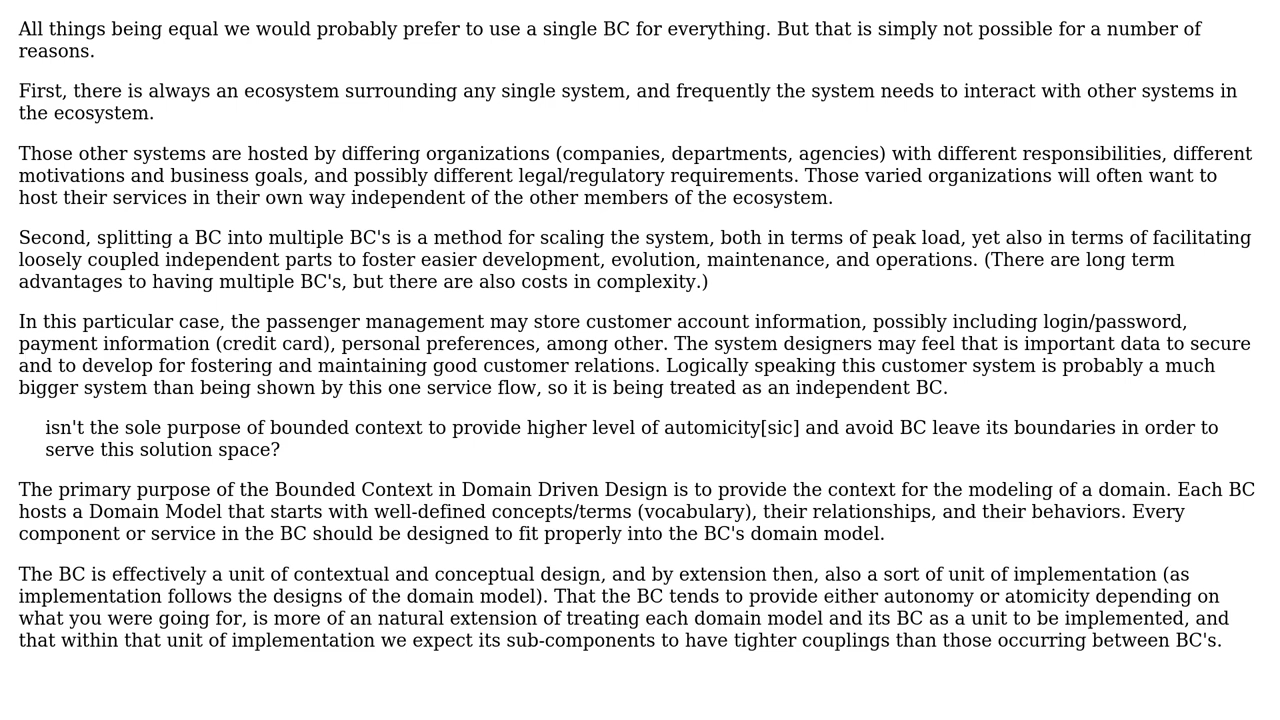 All things being equal we would probably prefer to use a single BC for everything. But that is simply not possible for a number of
reasons.
First, there is always an ecosystem surrounding any single system, and frequently the system needs to interact with other systems in
the ecosystem.
Those other systems are hosted by differing organizations (companies, departments, agencies) with different responsibilities, different
motivations and business goals, and possibly different legal/regulatory requirements. Those varied organizations will often want to
host their services in their own way independent of the other members of the ecosystem.
Second, splitting a BC into multiple BC's is a method for scaling the system, both in terms of peak load, yet also in terms of facilitating
loosely coupled independent parts to foster easier development, evolution, maintenance, and operations. (There are long term
advantages to having multiple BC's, but there are also costs in complexity.)
In this particular case, the passenger management may store customer account information, possibly including login/password,
payment information (credit card), personal preferences, among other. The system designers may feel that is important data to secure
and to develop for fostering and maintaining good customer relations. Logically speaking this customer system is probably a much
bigger system than being shown by this one service flow, so it is being treated as an independent BC.
isn't the sole purpose of bounded context to provide higher level of automicity[sic] and avoid BC leave its boundaries in order to
serve this solution space?
The primary purpose of the Bounded Context in Domain Driven Design is to provide the context for the modeling of a domain. Each BC
hosts a Domain Model that starts with well-defined concepts/terms (vocabulary), their relationships, and their behaviors. Every
component or service in the BC should be designed to fit properly into the BC's domain model.
The BC is effectively a unit of contextual and conceptual design, and by extension then, also a sort of unit of implementation (as
implementation follows the designs of the domain model). That the BC tends to provide either autonomy or atomicity depending on
what you were going for, is more of an natural extension of treating each domain model and its BC as a unit to be implemented, and
that within that unit of implementation we expect its sub-components to have tighter couplings than those occurring between BC's.